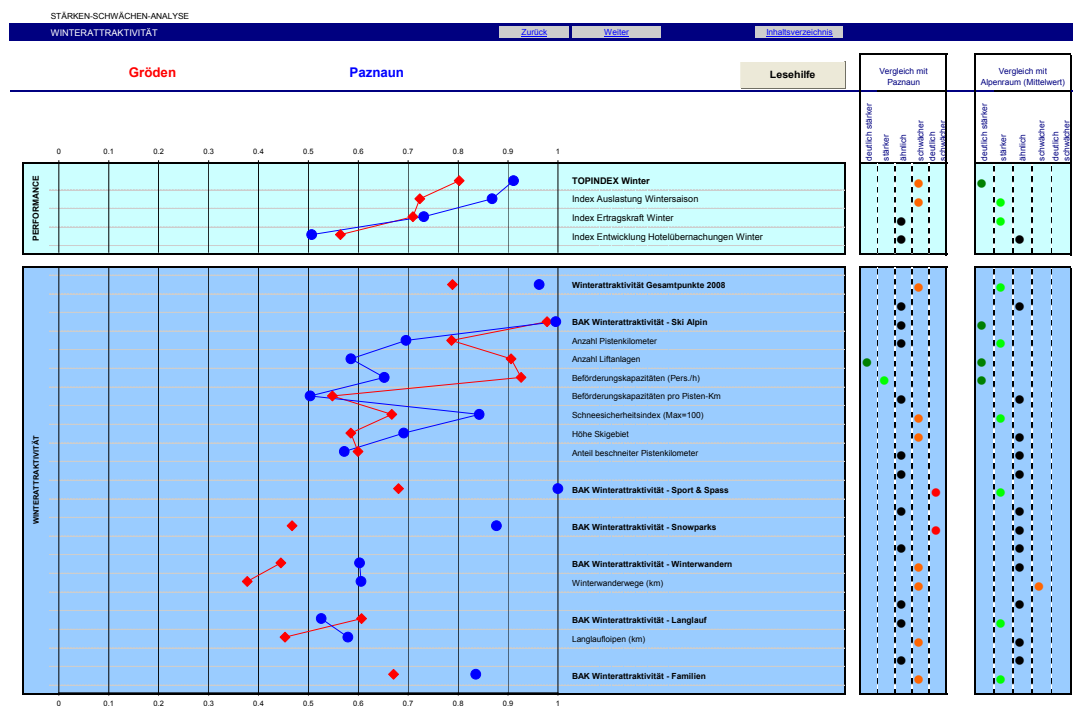 STÄRKEN-SCHWÄCHEN-ANALYSE
WINTERATTRAKTIVITÄT Zurück Weiter Inhaltsverzeichnis
Gröden Paznaun Lesehilfe
Vergleich mit
Paznaun
Vergleich mit
Alpenraum (Mittelwert)
deutlich stärker
stärker
ähnlich
schwächer
deutlich
schwächer
deutlich stärker
stärker
ähnlich
schwächer
deutlich
schwächer
0 0.1 0.2 0.3 0.4 0.5 0.6 0.7 0.8 0.9 1
PERFORMANCE
TOPINDEX Winter
Index Auslastung Wintersaison
Index Ertragskraft Winter
Index Entwicklung Hotelübernachungen Winter
WINTERATTRAKTIVITÄT
Winterattraktivität Gesamtpunkte 2008
BAK Winterattraktivität - Ski Alpin
Anzahl Pistenkilometer
Anzahl Liftanlagen
Beförderungskapazitäten (Pers./h)
Beförderungskapazitäten pro Pisten-Km
Schneesicherheitsindex (Max=100)
Höhe Skigebiet
Anteil beschneiter Pistenkilometer
BAK Winterattraktivität - Sport & Spass
BAK Winterattraktivität - Snowparks
BAK Winterattraktivität - Winterwandern
Winterwanderwege (km)
BAK Winterattraktivität - Langlauf
Langlaufloipen (km)
BAK Winterattraktivität - Familien
0 0.1 0.2 0.3 0.4 0.5 0.6 0.7 0.8 0.9 1